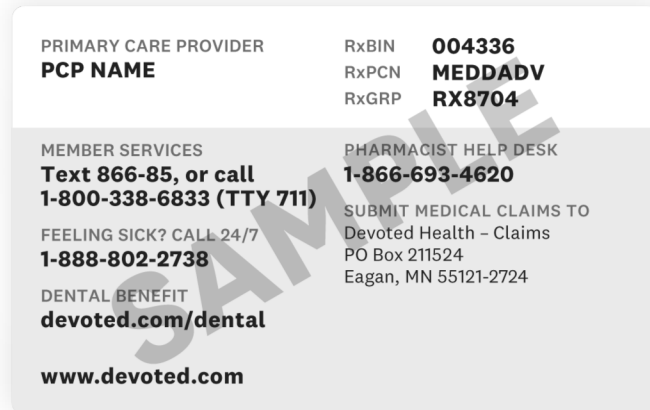 PRIMARY CARE PROVIDER
PCP NAME
RxBIN 004336
RxPCN MEDDADV
RxGRP RX8704
MEMBER SERVICES
Text 866-85, or call
1-800-338-6833 (TTY 711)
FEELING SICK? CALL 24/7
1-888-802-2738
DENTAL BENEFIT
devoted.com/dental
www.devoted.com
PHARMACIST HELP DESK
1-866-693-4620
SUBMIT MEDICAL CLAIMS TO
Devoted Health – Claims
PO Box 211524
Eagan, MN 55121-2724
SAMPLE